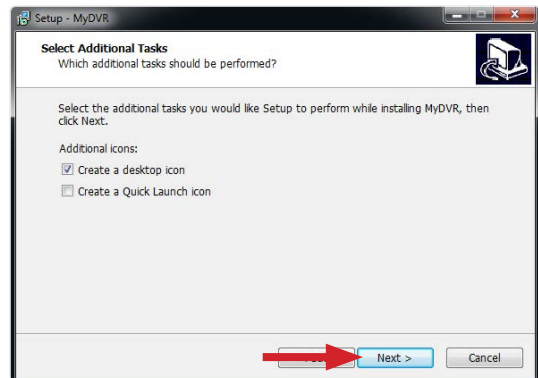 Setup - MyDVR
Select Additional Tasks
Which additional tasks should be performed?
Select the additional tasks you would like Setup to perform while installing MyDVR, then
click Next.
Additional icons:
Create a desktop icon
Create a Quick Launch icon
Next >
Cancel